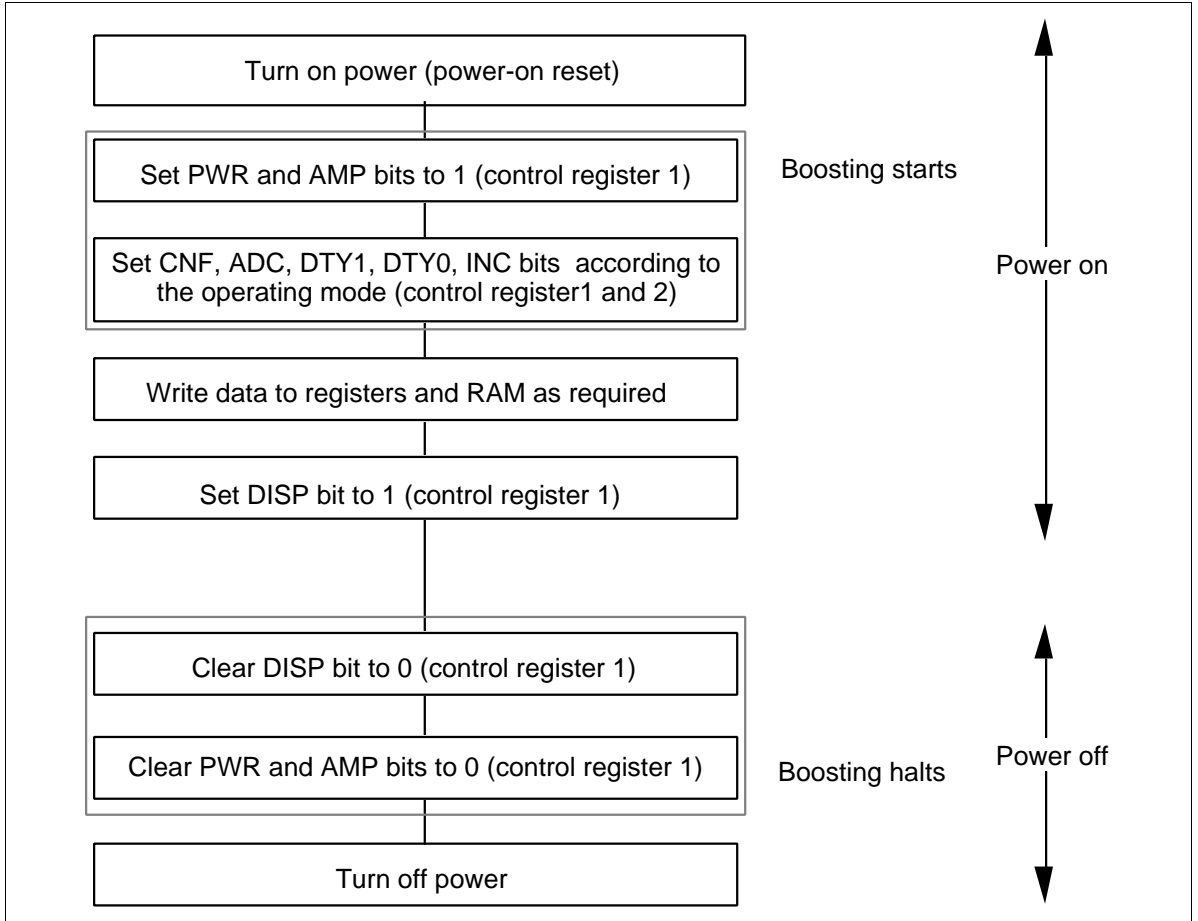 Turn on power (power-on reset)
Set PWR and AMP bits to 1 (control register 1)
Boosting starts
Set CNF, ADC, DTY1, DTY0, INC bits  according to
the operating mode (control register1 and 2)
Power on
Write data to registers and RAM as required
Set DISP bit to 1 (control register 1)
Clear DISP bit to 0 (control register 1)
Clear PWR and AMP bits to 0 (control register 1)
Boosting halts
Power off
Turn off power